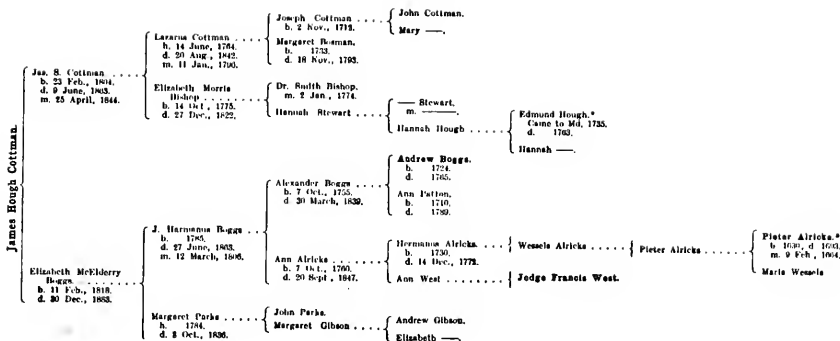 James Hough Cottman.
Jas. S. Cottman
b. 23 Feb., 1804.
d. 9 June, 1863.
m. 25 April, 1844.
Elizabeth McElderry
Boggs.
b. 11 Feb., 1818.
d. 30 Dec., 1883.
Lazarus Cottman
b. 14 June, 1764.
d. 20 Aug., 1842.
m. 11 Jan.,
Elizabeth Morris
Bishop
b. 14 Oct., 1775.
d. 27 Dec., 1822.
J. Harmanus Boggs
b. 1785.
d. 27 June, 1863.
m. 12 March, 1806.
Margaret Parks
b. 1784.
d. 8 Oct., 1836.
Joseph Cottman
b. 2 Nov.,
Margaret Bosman.
b. 1733.
d. 18 Nov., 1793.
Dr. Smith Bishop.
m. 2 Jan., 1774.
Hannah Stewart
Alexander Boggs
b. 7 Oct., 1755.
d. 30 March, 1839.
Ann Alricks
b. 7 Oct., 1760.
d. 20 Sept., 1847.
John Parks.
Margaret Gibson
John Cottman.
Mary —.
— Stewart.
m. —.
Hannah Hough
Andrew Boggs.
b. 1724.
d. 1765.
Ann Patton.
b. 1710.
d. 1789.
Hermanus Alricks.
b. 1730.
d. 14 Dec., 1772.
Ann West
Andrew Gibson.
Elizabeth —.
Edmund Hough.*
Came to Md, 1735.
d. 1763.
Hannah —.
Wessels Alricks
Judge Francis West.
Pieter Alricks
Pieter Alricks.*
b 1630, d 1693.
m. 9 Feb, 1664.
Maria Wessels